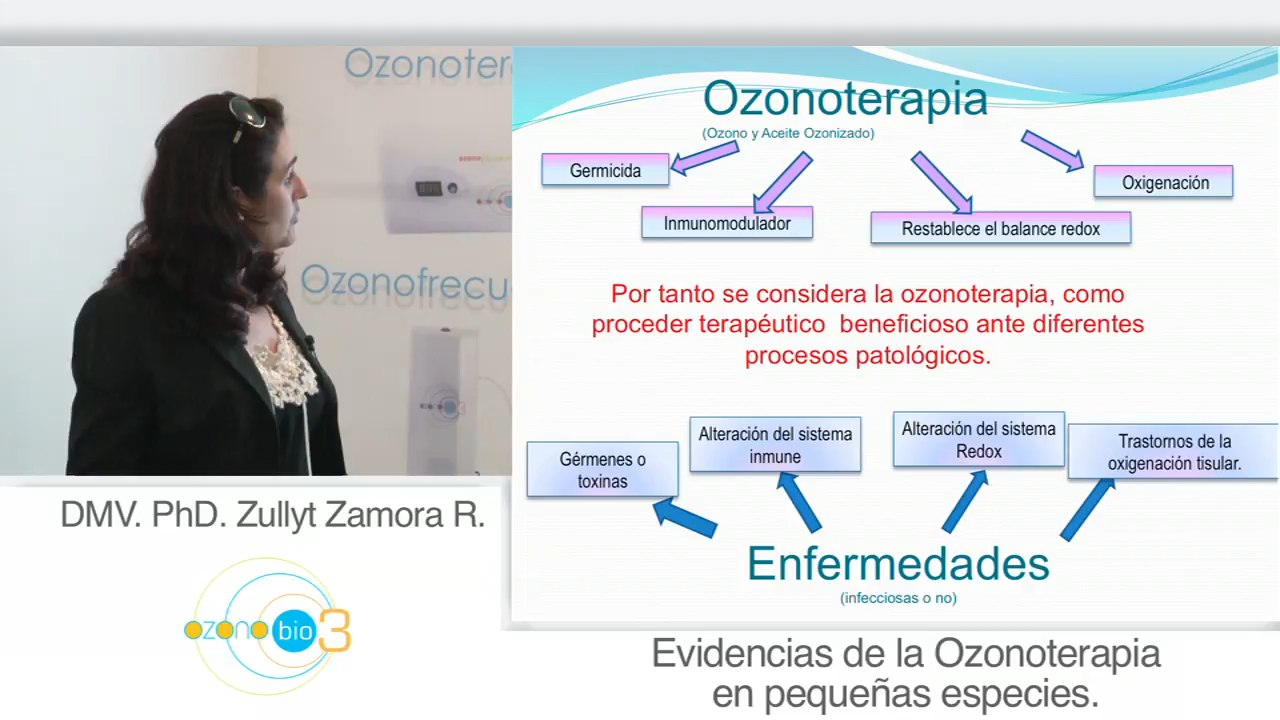 Ozonoter
Ozonofrecu
Ozonoterapia
(Ozono y Aceite Ozonizado)
Germicida
Oxigenación
Inmunomodulador
Restablece el balance redox
Por tanto se considera la ozonoterapia, como
proceder terapéutico beneficioso ante diferentes
procesos patológicos.
Gérmenes o
toxinas
Alteración del sistema
inmune
Alteración del sistema
Redox
Trastornos de la
oxigenación tisular.
Enfermedades
(infecciosas o no)
DMV. PhD. Zullyt Zamora R.
ozono bio 3
Evidencias de la Ozonoterapia
en pequeñas especies.